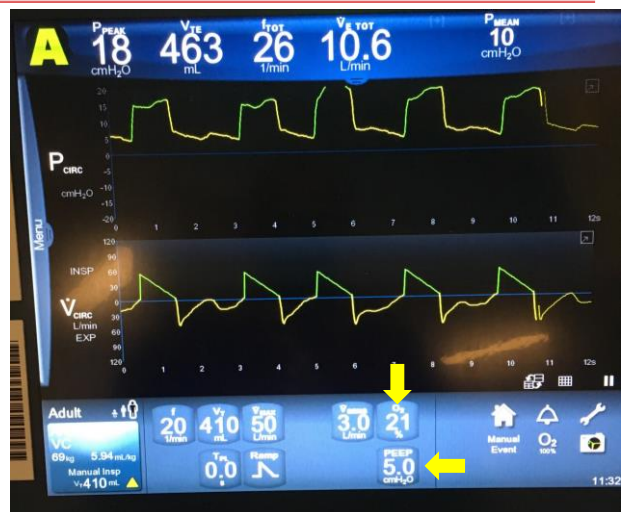 A
PPEAK VTE fTOT V̇E TOT PMEAN
18 463 26 10.6 10
cmH2O mL 1/min L/min cmH2O
20
15
10
5
0
-5
-10
-15
-20
PCIRC
cmH2O
0 1 2 3 4 5 6 7 8 9 10 11 12s
Menu
120
90
60
30
0
30
60
90
120
INSP
V̇CIRC
L/min
EXP
0 1 2 3 4 5 6 7 8 9 10 11 12s
Adult
VC
69kg 5.94mL/kg
Manual Insp
VT410 mL
f VT V̇MAX V̇SENS O2
20 410 50 3.0 21
1/min mL L/min L/min %
TPL Ramp PEEP
0.0 5.0
s cmH2O
Manual Event
O2
100%
11:32